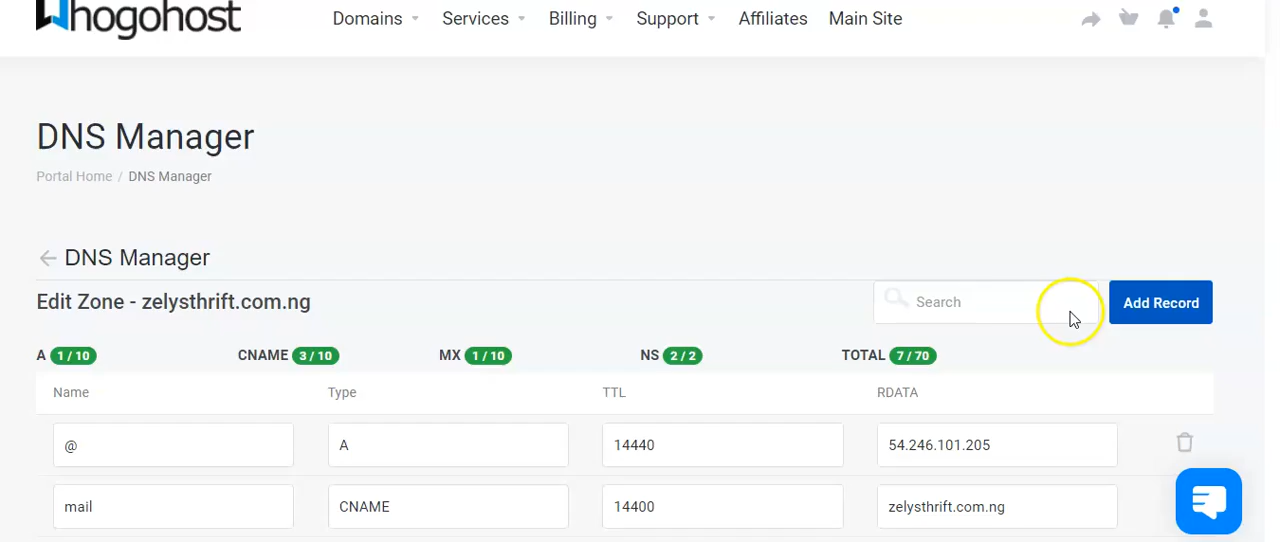 Whogohost
Domains Services Billing Support Affiliates Main Site
DNS Manager
Portal Home / DNS Manager
DNS Manager
Edit Zone - zelysthrift.com.ng
Search
Add Record
A 1 / 10 CNAME 3 / 10 MX 1 / 10 NS 2 / 2 TOTAL 7 / 70
Name Type TTL RDATA
@ A 14440 54.246.101.205
mail CNAME 14400 zelysthrift.com.ng